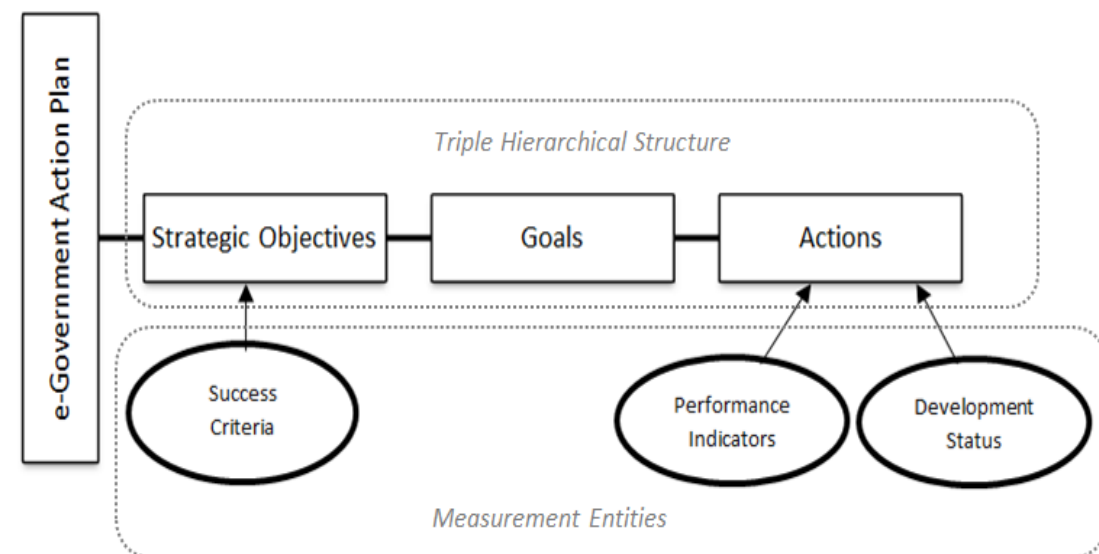 e-Government Action Plan
Triple Hierarchical Structure
Strategic Objectives
Goals
Actions
Success
Criteria
Performance
Indicators
Development
Status
Measurement Entities